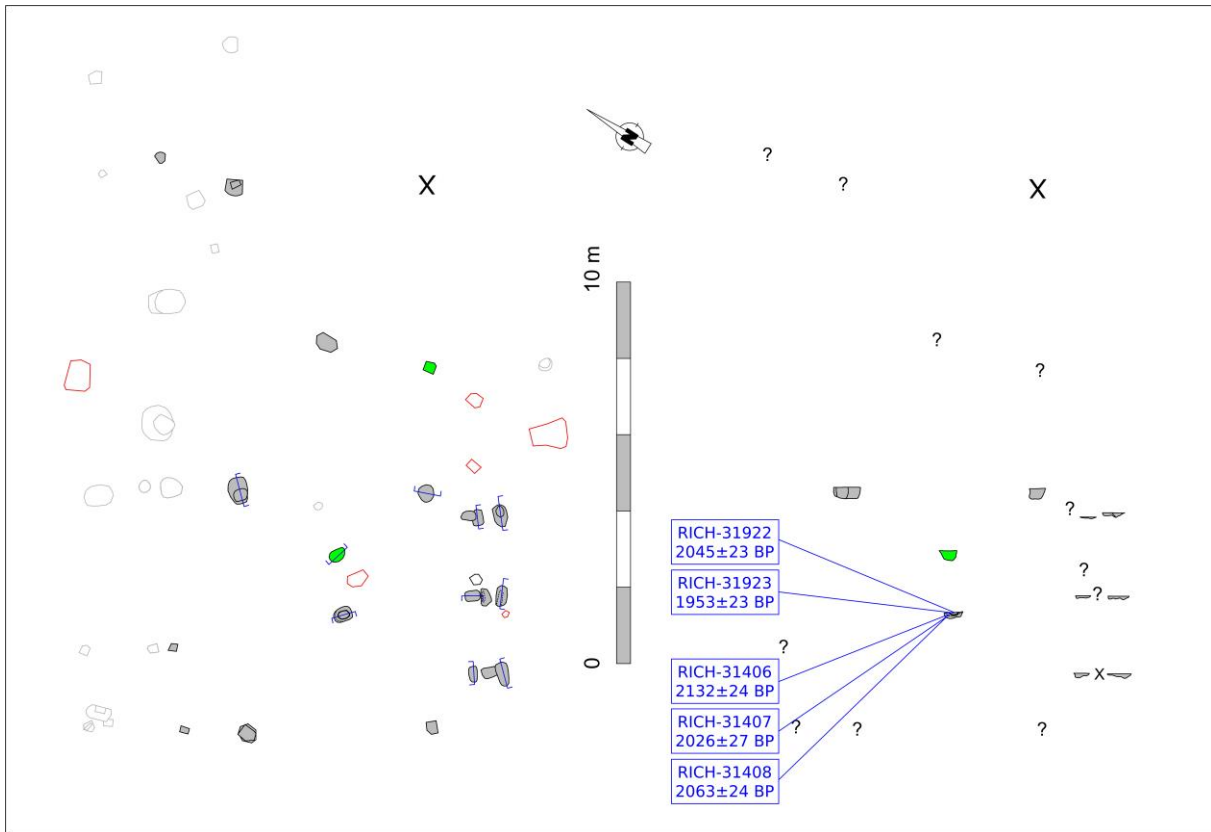 N
?
?
X
X
10 m
?
?
RICH-31922
2045±23 BP
?
RICH-31923
1953±23 BP
?
?
0
?
RICH-31406
2132±24 BP
X
RICH-31407
2026±27 BP
?
?
?
RICH-31408
2063±24 BP